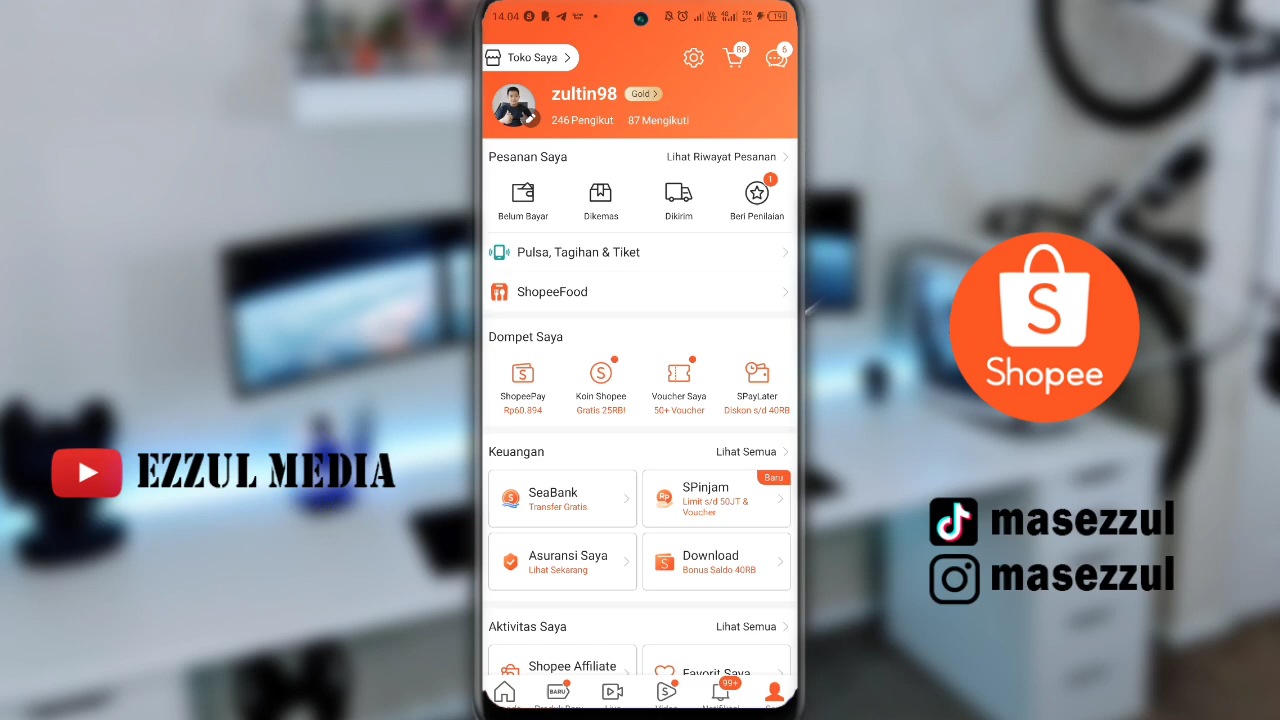 14.04
19
Toko Saya
88
6
zultin98
Gold
246 Pengikut 87 Mengikuti
Pesanan Saya
Lihat Riwayat Pesanan
1
Belum Bayar
Dikemas
Dikirim
Beri Penilaian
Pulsa, Tagihan & Tiket
ShopeeFood
Dompet Saya
ShopeePay
Rp60.894
Koin Shopee
Gratis 25RB!
Voucher Saya
50+ Voucher
SPayLater
Diskon s/d 40RB
Keuangan
Lihat Semua
SeaBank
Transfer Gratis
Baru
SPinjam
Limit s/d 50JT &
Voucher
Asuransi Saya
Lihat Sekarang
Download
Bonus Saldo 40RB
Aktivitas Saya
Lihat Semua
Shopee Affiliate
Favorit Saya
BARU
99+
EZZUL MEDIA
S
Shopee
masezzul
masezzul